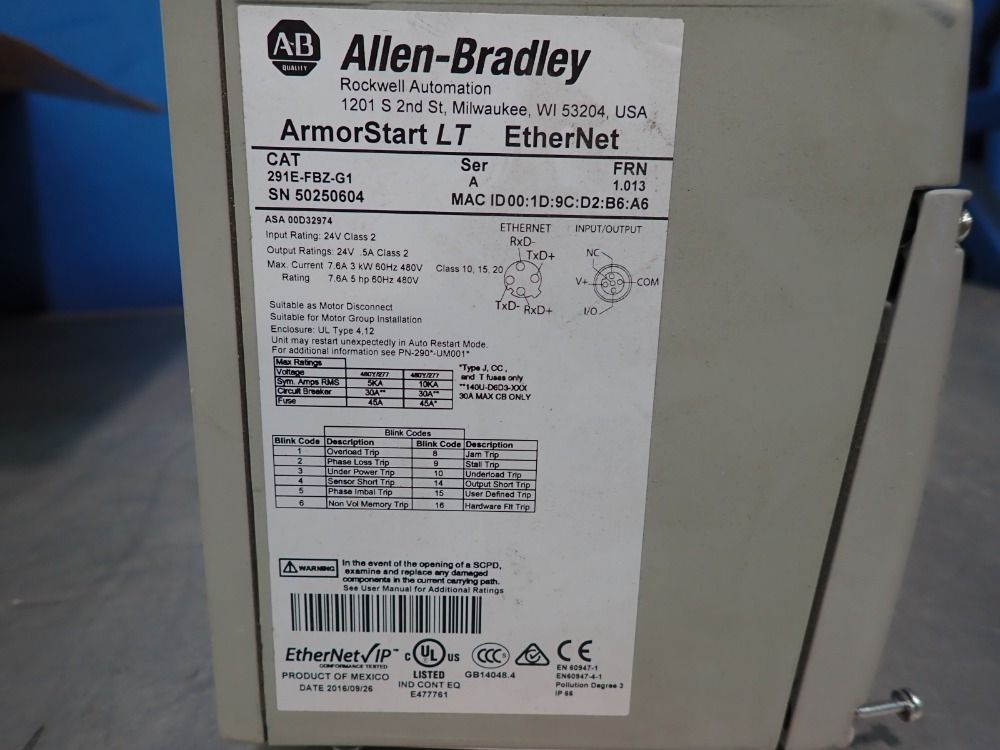 A-B
QUALITY
Allen-Bradley
Rockwell Automation
1201 S 2nd St, Milwaukee, WI 53204, USA
ArmorStart LT EtherNet
CAT Ser FRN
291E-FBZ-G1 A 1.013
SN 50250604 MAC ID00:1D:9C:D2:B6:A6
ASA 00D32974
Input Rating: 24V Class 2
Output Ratings: 24V .5A Class 2
Max. Current 7.6A 3 kW 60Hz 480V Class 10, 15, 20
Rating 7.6A 5 hp 60Hz 480V
ETHERNET
RxD-
TxD+
TxD- RxD+
INPUT/OUTPUT
NC
V+ COM
I/O
Suitable as Motor Disconnect
Suitable for Motor Group Installation
Enclosure: UL Type 4,12
Unit may restart unexpectedly in Auto Restart Mode.
For additional information see PN-290*-UM001*
Max Ratings
Voltage 480Y/277 480Y/277
Sym. Amps RMS 5KA 10KA
Circuit Breaker 30A** 30A**
Fuse 45A 45A*
*Type J, CC,
and T fuses only
**140U-D6D3-XXX
30A MAX CB ONLY
Blink Codes
Blink Code Description Blink Code Description
1 Overload Trip 8 Jam Trip
2 Phase Loss Trip 9 Stall Trip
3 Under Power Trip 10 Underload Trip
4 Sensor Short Trip 14 Output Short Trip
5 Phase Imbal Trip 15 User Defined Trip
6 Non Vol Memory Trip 16 Hardware Flt Trip
WARNING
In the event of the opening of a SCPD,
examine and replace any damaged
components in the current carrying path.
See User Manual for Additional Ratings
EtherNet/IP™
CONFORMANCE TESTED
PRODUCT OF MEXICO
DATE 2016/09/26
C UL US
LISTED
IND CONT EQ
E477761
CCC
GB14048.4
CE
EN 60947-1
EN60947-4-1
Pollution Degree 3
IP 66